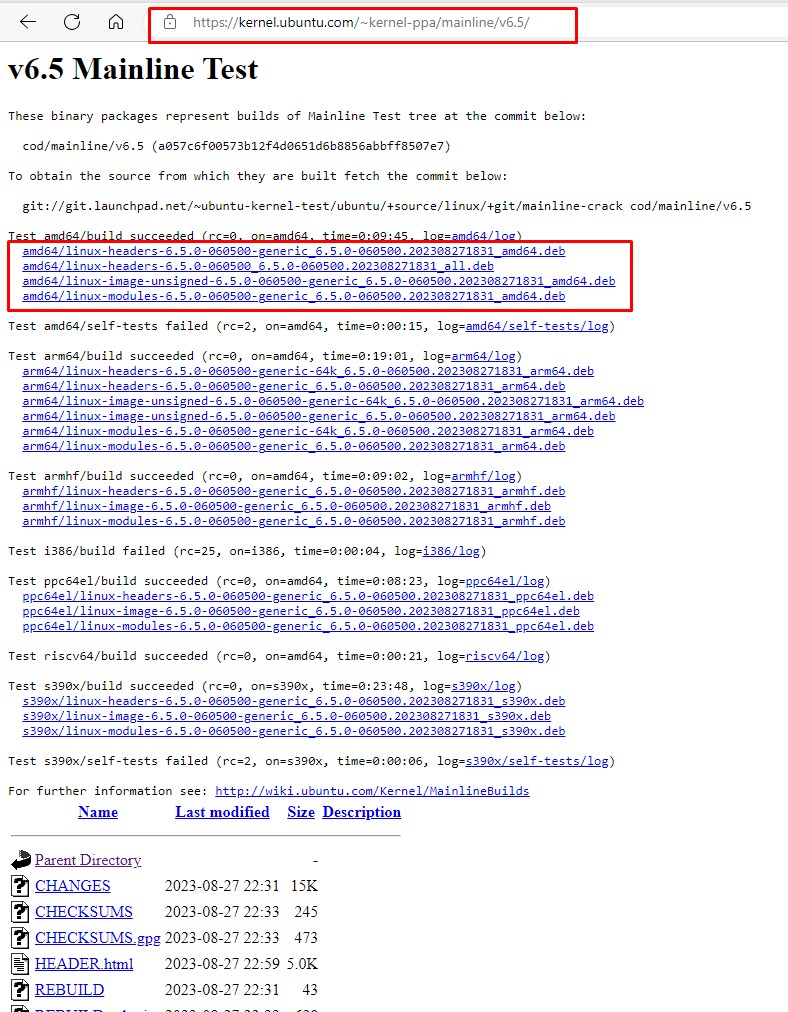 https://kernel.ubuntu.com/~kernel-ppa/mainline/v6.5/
v6.5 Mainline Test
These binary packages represent builds of Mainline Test tree at the commit below:
cod/mainline/v6.5 (a057c6f00573b12f4d0651d6b8856abbff8507e7)
To obtain the source from which they are built fetch the commit below:
git://git.launchpad.net/~ubuntu-kernel-test/ubuntu/+source/linux/+git/mainline-crack cod/mainline/v6.5
Test amd64/build succeeded (rc=0, on=amd64, time=0:09:45, log=amd64/log)
amd64/linux-headers-6.5.0-060500-generic_6.5.0-060500.202308271831_amd64.deb
amd64/linux-headers-6.5.0-060500_6.5.0-060500.202308271831_all.deb
amd64/linux-image-unsigned-6.5.0-060500-generic_6.5.0-060500.202308271831_amd64.deb
amd64/linux-modules-6.5.0-060500-generic_6.5.0-060500.202308271831_amd64.deb
Test amd64/self-tests failed (rc=2, on=amd64, time=0:00:15, log=amd64/self-tests/log)
Test arm64/build succeeded (rc=0, on=amd64, time=0:19:01, log=arm64/log)
arm64/linux-headers-6.5.0-060500-generic-64k_6.5.0-060500.202308271831_arm64.deb
arm64/linux-headers-6.5.0-060500-generic_6.5.0-060500.202308271831_arm64.deb
arm64/linux-image-unsigned-6.5.0-060500-generic-64k_6.5.0-060500.202308271831_arm64.deb
arm64/linux-image-unsigned-6.5.0-060500-generic_6.5.0-060500.202308271831_arm64.deb
arm64/linux-modules-6.5.0-060500-generic-64k_6.5.0-060500.202308271831_arm64.deb
arm64/linux-modules-6.5.0-060500-generic_6.5.0-060500.202308271831_arm64.deb
Test armhf/build succeeded (rc=0, on=amd64, time=0:09:02, log=armhf/log)
armhf/linux-headers-6.5.0-060500-generic_6.5.0-060500.202308271831_armhf.deb
armhf/linux-image-6.5.0-060500-generic_6.5.0-060500.202308271831_armhf.deb
armhf/linux-modules-6.5.0-060500-generic_6.5.0-060500.202308271831_armhf.deb
Test i386/build failed (rc=25, on=i386, time=0:00:04, log=i386/log)
Test ppc64el/build succeeded (rc=0, on=amd64, time=0:08:23, log=ppc64el/log)
ppc64el/linux-headers-6.5.0-060500-generic_6.5.0-060500.202308271831_ppc64el.deb
ppc64el/linux-image-6.5.0-060500-generic_6.5.0-060500.202308271831_ppc64el.deb
ppc64el/linux-modules-6.5.0-060500-generic_6.5.0-060500.202308271831_ppc64el.deb
Test riscv64/build succeeded (rc=0, on=amd64, time=0:00:21, log=riscv64/log)
Test s390x/build succeeded (rc=0, on=s390x, time=0:23:48, log=s390x/log)
s390x/linux-headers-6.5.0-060500-generic_6.5.0-060500.202308271831_s390x.deb
s390x/linux-image-6.5.0-060500-generic_6.5.0-060500.202308271831_s390x.deb
s390x/linux-modules-6.5.0-060500-generic_6.5.0-060500.202308271831_s390x.deb
Test s390x/self-tests failed (rc=2, on=s390x, time=0:00:06, log=s390x/self-tests/log)
For further information see: http://wiki.ubuntu.com/Kernel/MainlineBuilds
Name Last modified Size Description
Parent Directory -
CHANGES 2023-08-27 22:31 15K
CHECKSUMS 2023-08-27 22:33 245
CHECKSUMS.gpg 2023-08-27 22:33 473
HEADER.html 2023-08-27 22:59 5.0K
REBUILD 2023-08-27 22:31 43